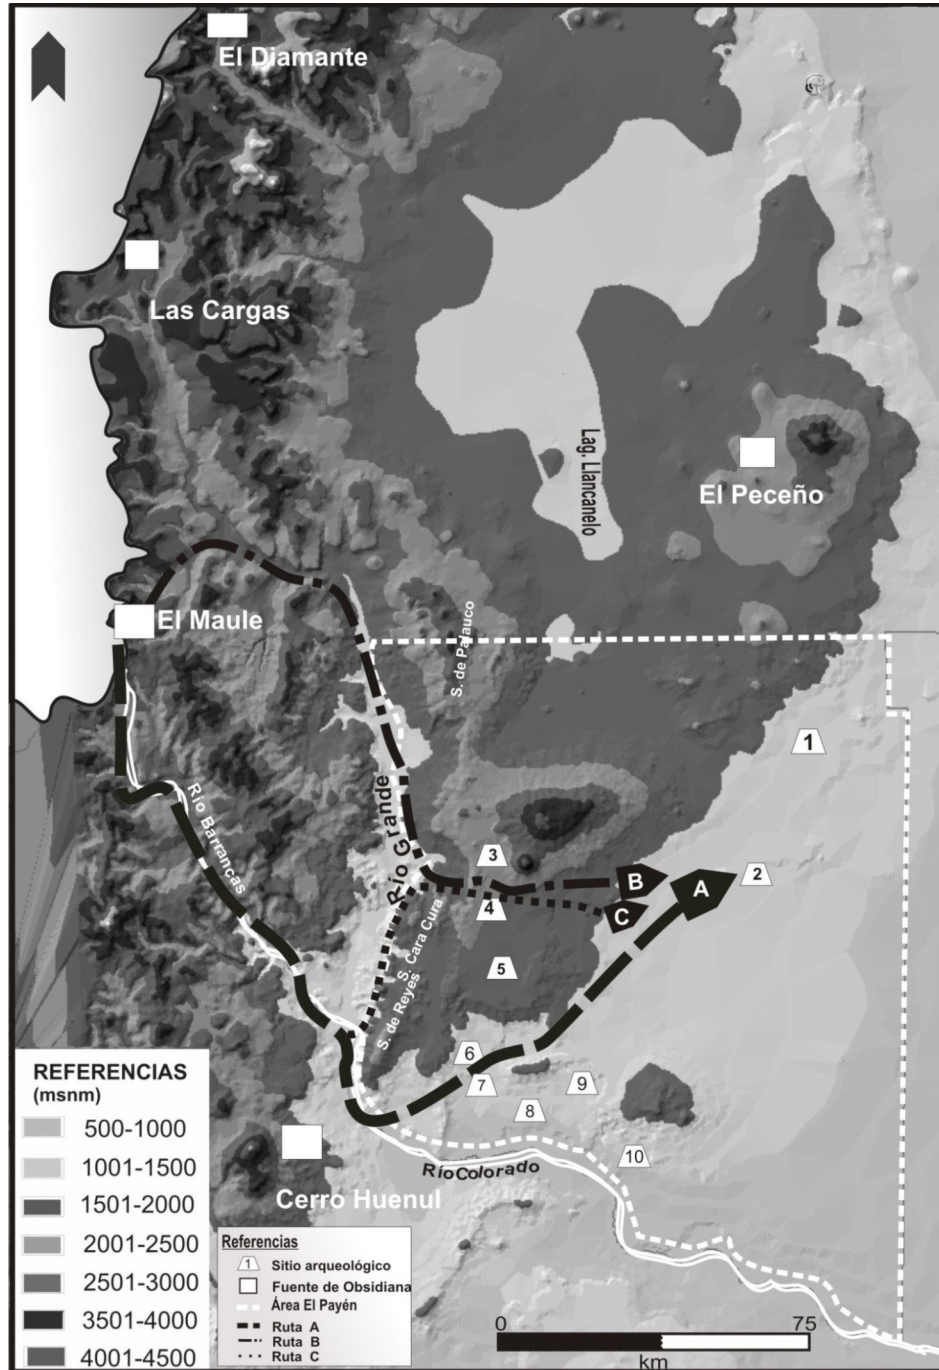 El Diamante
Las Cargas
Lag. Llancanelo
El Peceño
El Maule
S. de Palauco
1
Río Grande
Río Barrancas
3
B
A
2
4
C
S. Cara Cura
5
S. de Reyes
6
7
9
8
10
Río Colorado
Cerro Huenul
REFERENCIAS
(msnm)
500-1000
1001-1500
1501-2000
2001-2500
2501-3000
3501-4000
4001-4500
Referencias
1 Sitio arqueológico
Fuente de Obsidiana
Área El Payén
Ruta A
Ruta B
Ruta C
0 75
km